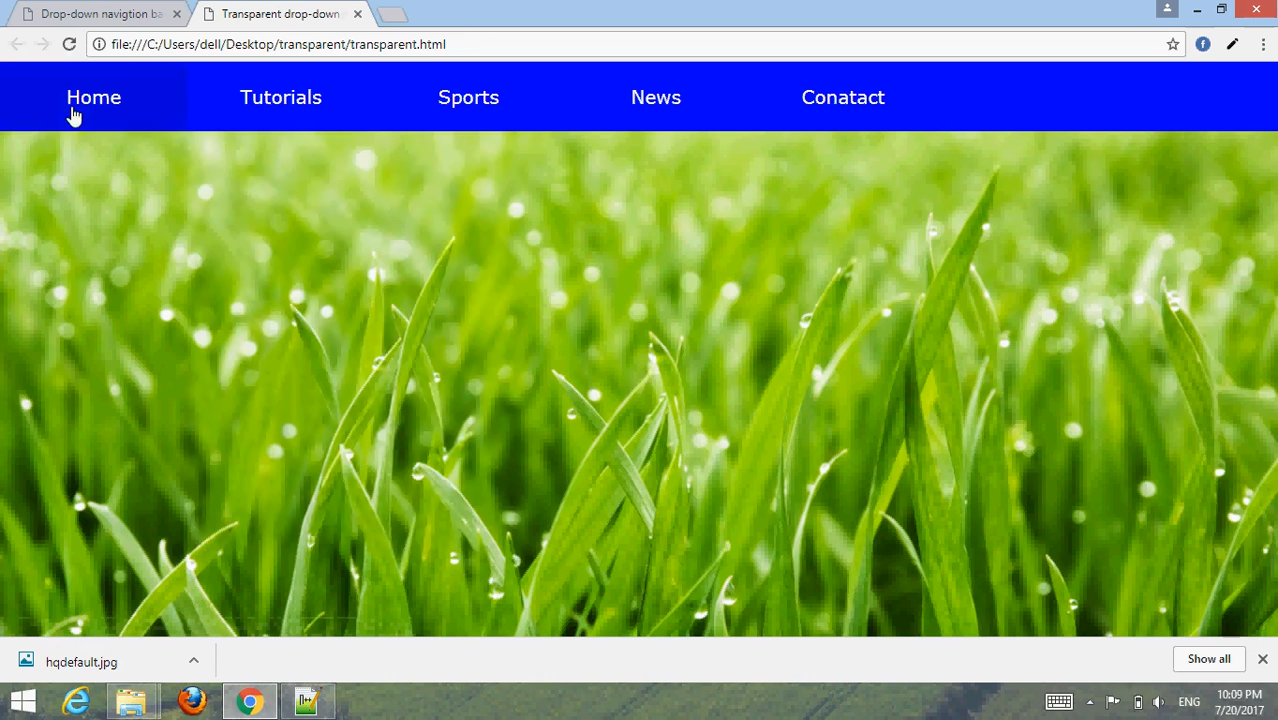 Drop-down navigtion ba
Transparent drop-down
file:///C:/Users/dell/Desktop/transparent/transparent.html
Home
Tutorials
Sports
News
Conatact
hqdefault.jpg
Show all
ENG
10:09 PM
7/20/2017